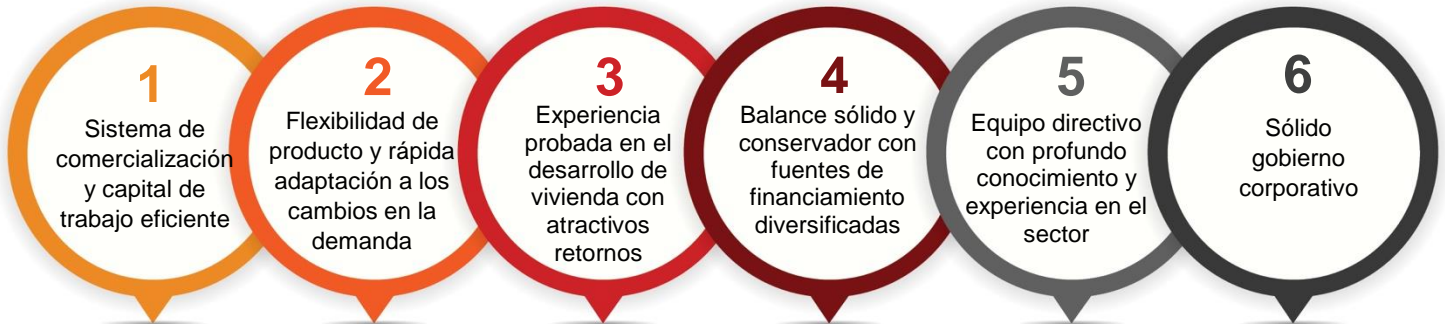 1
Sistema de
comercialización
y capital de
trabajo eficiente
2
Flexibilidad de
producto y rápida
adaptación a los
cambios en la
demanda
3
Experiencia
probada en el
desarrollo de
vivienda con
atractivos
retornos
4
Balance sólido y
conservador con
fuentes de
financiamiento
diversificadas
5
Equipo directivo
con profundo
conocimiento y
experiencia en el
sector
6
Sólido
gobierno
corporativo